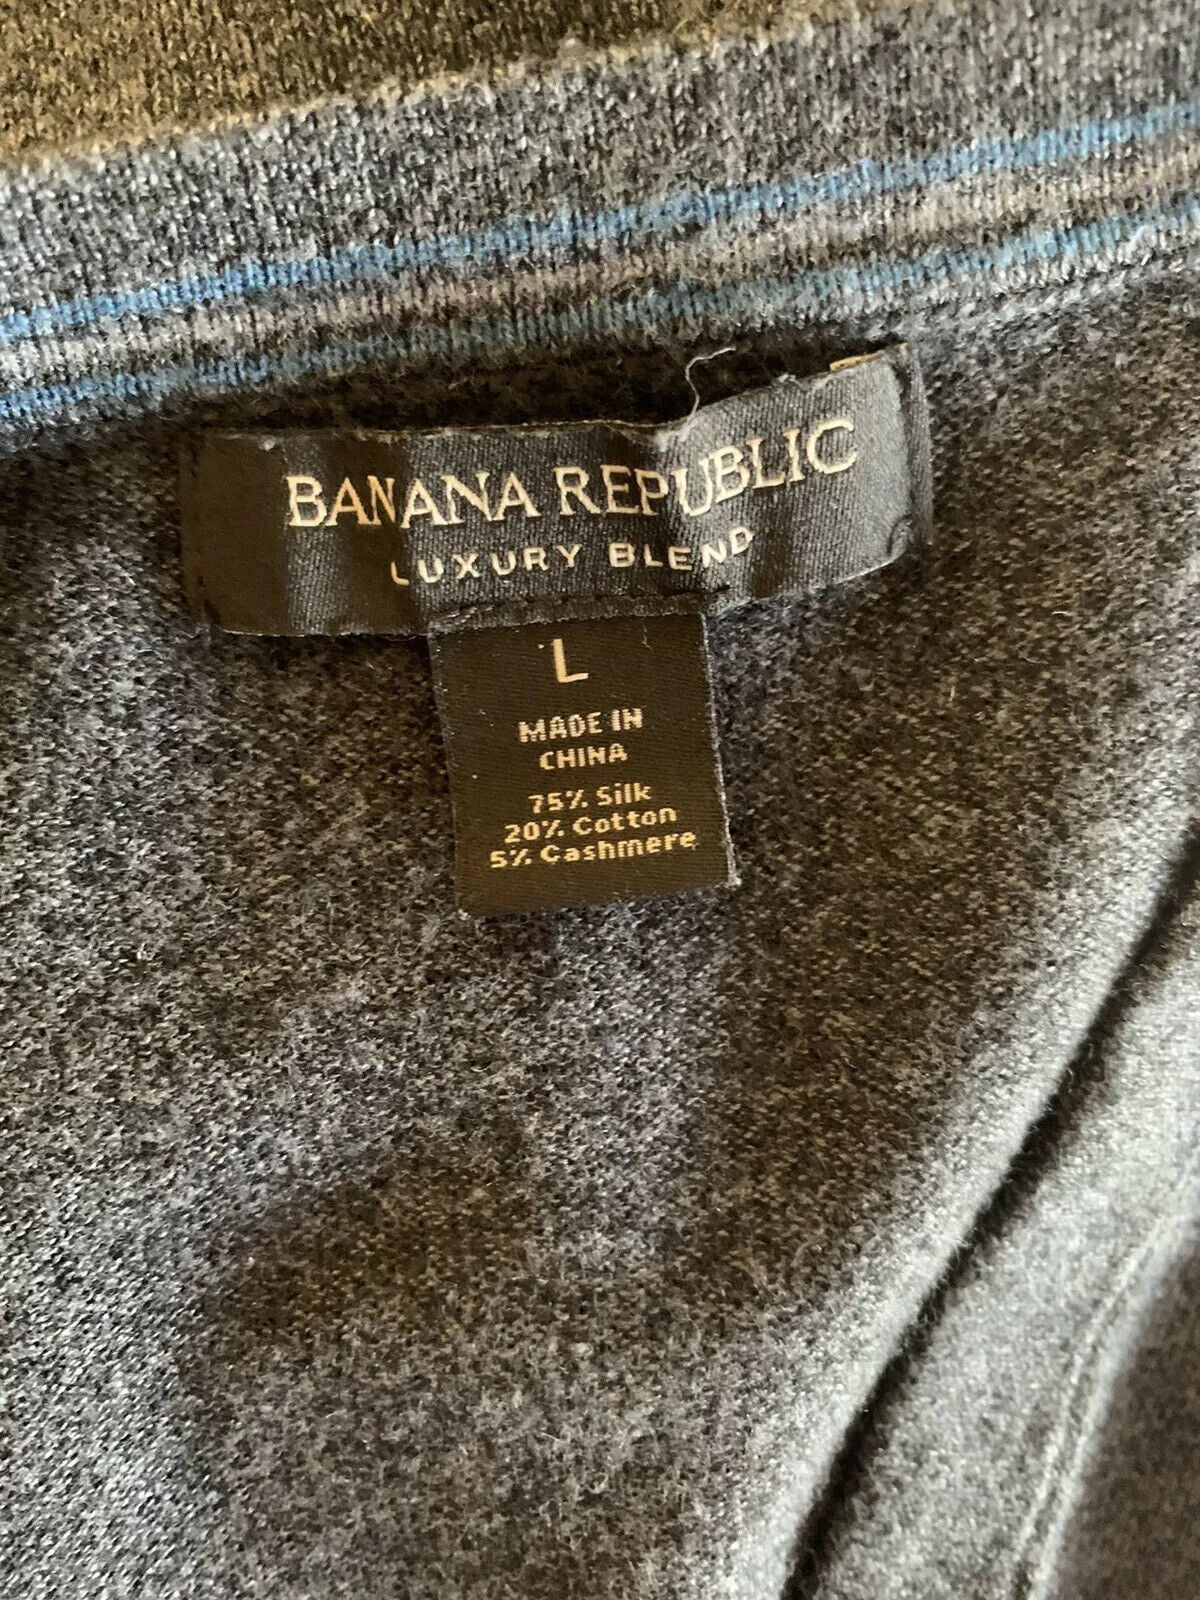 BANANA REPUBLIC
LUXURY BLEND
L
MADE IN
CHINA
75% Silk
20% Cotton
5% Cashmere